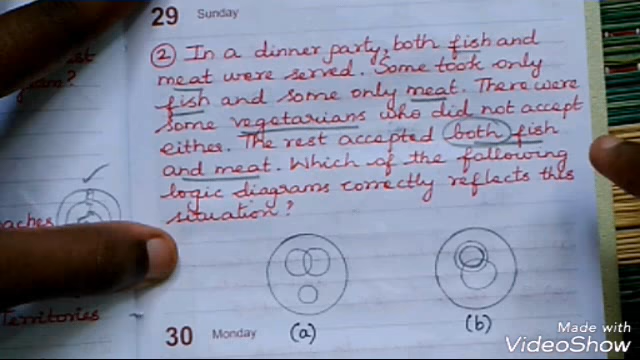 29 Sunday
② In a dinner party, both fish and
meat were served. Some took only
fish and some only meat. There were
some vegetarians who did not accept
either. The rest accepted both fish
and meat. Which of the following
logic diagrams correctly reflects this
situation?
30 Monday
(a) (b)
Territories
Made with
VideoShow